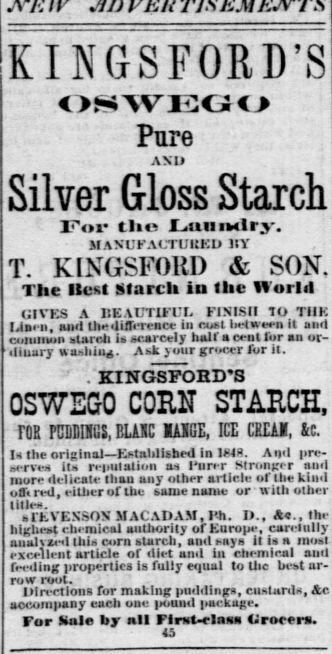 NEW ADVERTISEMENTS
KINGSFORD'S
OSWEGO
Pure
AND
Silver Gloss Starch
For the Laundry.
MANUFACTURED BY
T. KINGSFORD & SON.
The Best Starch in the World
GIVES A BEAUTIFUL FINISH TO THE
Linen, and the difference in cost between it and
common starch is scarcely half a cent for an or-
dinary washing. Ask your grocer for it.
KINGSFORD'S
OSWEGO CORN STARCH,
FOR PUDDINGS, BLANC MANGE, ICE CREAM, &c.
Is the original—Established in 1848. And pre-
serves its reputation as Purer Stronger and
more delicate than any other article of the kind
offered, either of the same name or with other
titles.
STEVENSON MACADAM, Ph. D., &c., the
highest chemical authority of Europe, carefully
analyzed this corn starch, and says it is a most
excellent article of diet and in chemical and
feeding properties is fully equal to the best ar-
row root.
Directions for making puddings, custards, &c
accompany each one pound package.
For Sale by all First-class Grocers.
45